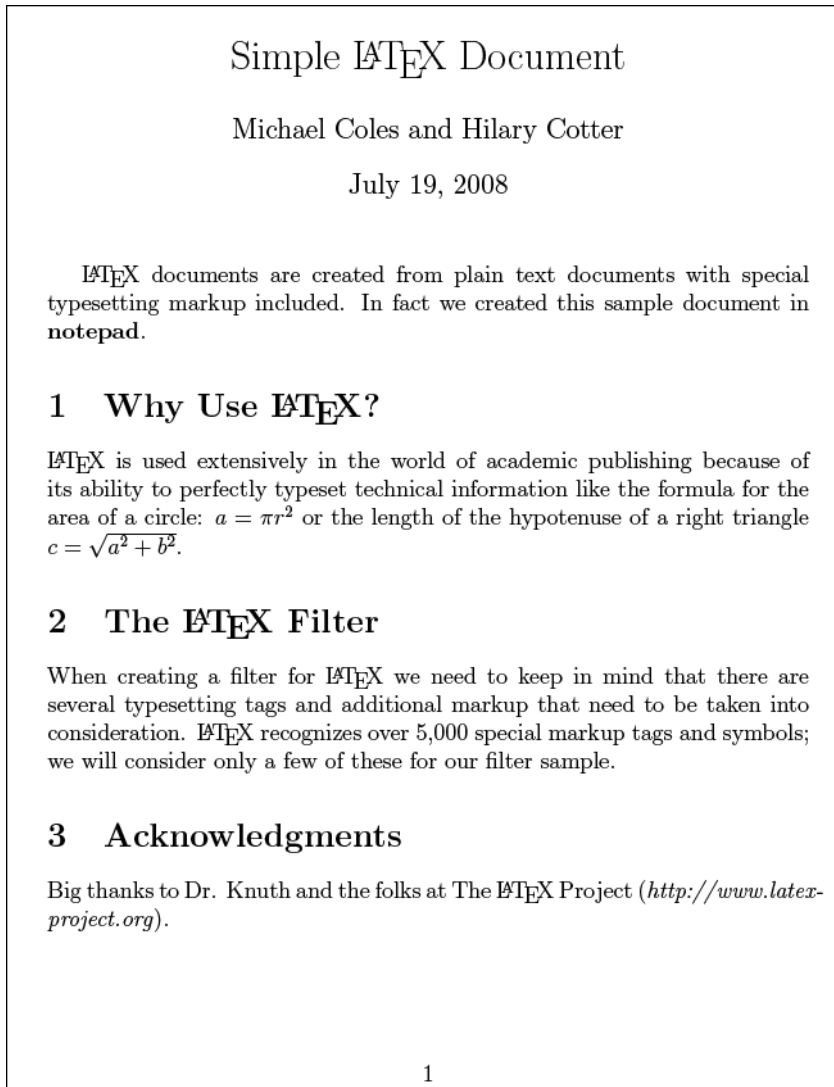 Simple LATEX Document
Michael Coles and Hilary Cotter
July 19, 2008
LATEX documents are created from plain text documents with special
typesetting markup included. In fact we created this sample document in
notepad.
1 Why Use LATEX?
LATEX is used extensively in the world of academic publishing because of
its ability to perfectly typeset technical information like the formula for the
area of a circle: a = πr² or the length of the hypotenuse of a right triangle
c = √(a² + b²).
2 The LATEX Filter
When creating a filter for LATEX we need to keep in mind that there are
several typesetting tags and additional markup that need to be taken into
consideration. LATEX recognizes over 5,000 special markup tags and symbols;
we will consider only a few of these for our filter sample.
3 Acknowledgments
Big thanks to Dr. Knuth and the folks at The LATEX Project (http://www.latex-
project.org).
1